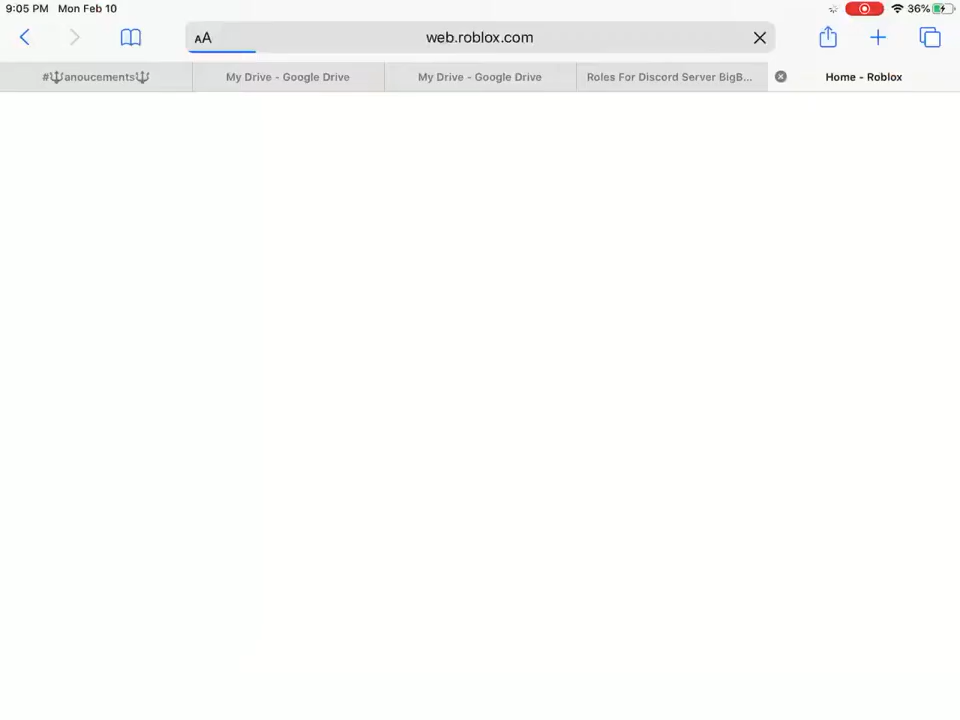 9:05 PM Mon Feb 10 36%
AA web.roblox.com
#🔱anoucements🔱 My Drive - Google Drive My Drive - Google Drive Roles For Discord Server BigB... Home - Roblox